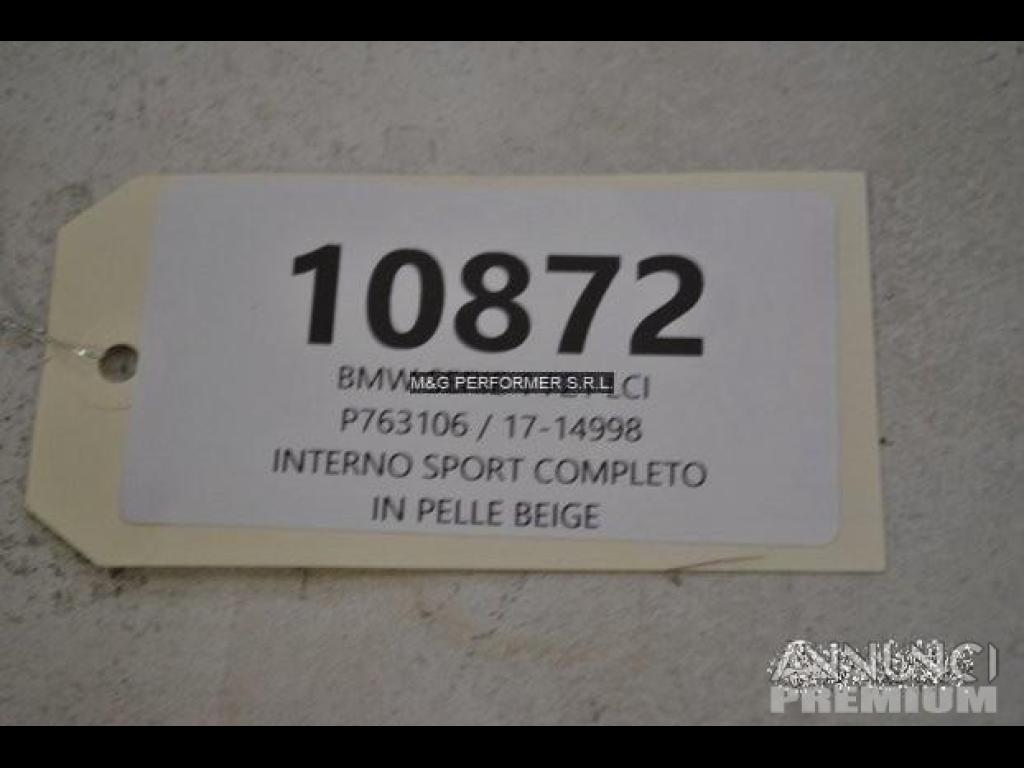 10872
BMW LCI
M&G PERFORMER S.R.L.
P763106 / 17-14998
INTERNO SPORT COMPLETO
IN PELLE BEIGE
ANNUNCI
PREMIUM